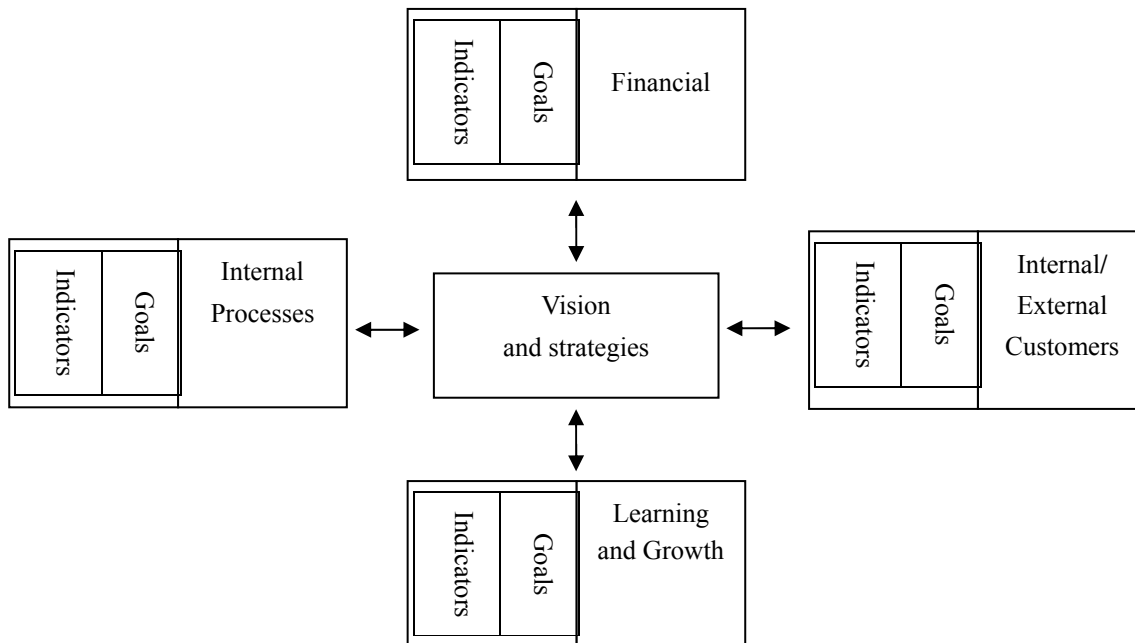 Indicators
Goals
Financial
Indicators
Goals
Internal
Processes
Vision
and strategies
Indicators
Goals
Internal/
External
Customers
Indicators
Goals
Learning
and Growth